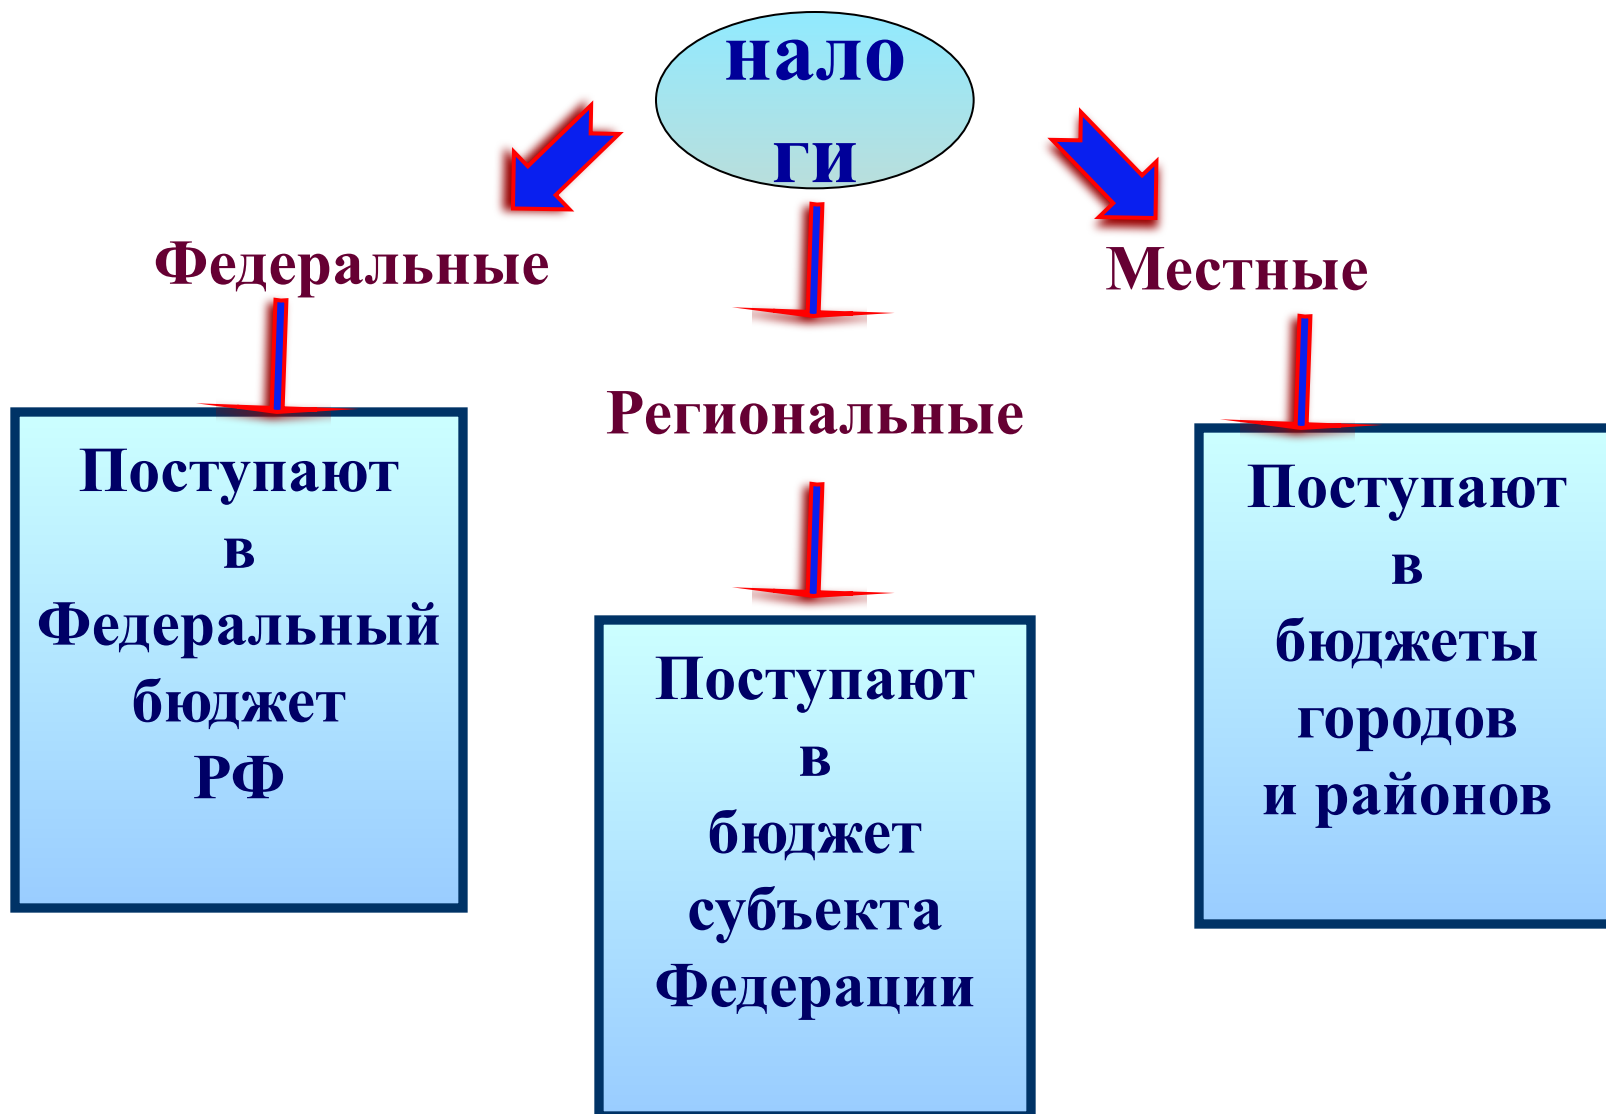 нало
ги
Федеральные
Местные
Региональные
Поступают
в
Федеральный
бюджет
РФ
Поступают
в
бюджет
субъекта
Федерации
Поступают
в
бюджеты
городов
и районов